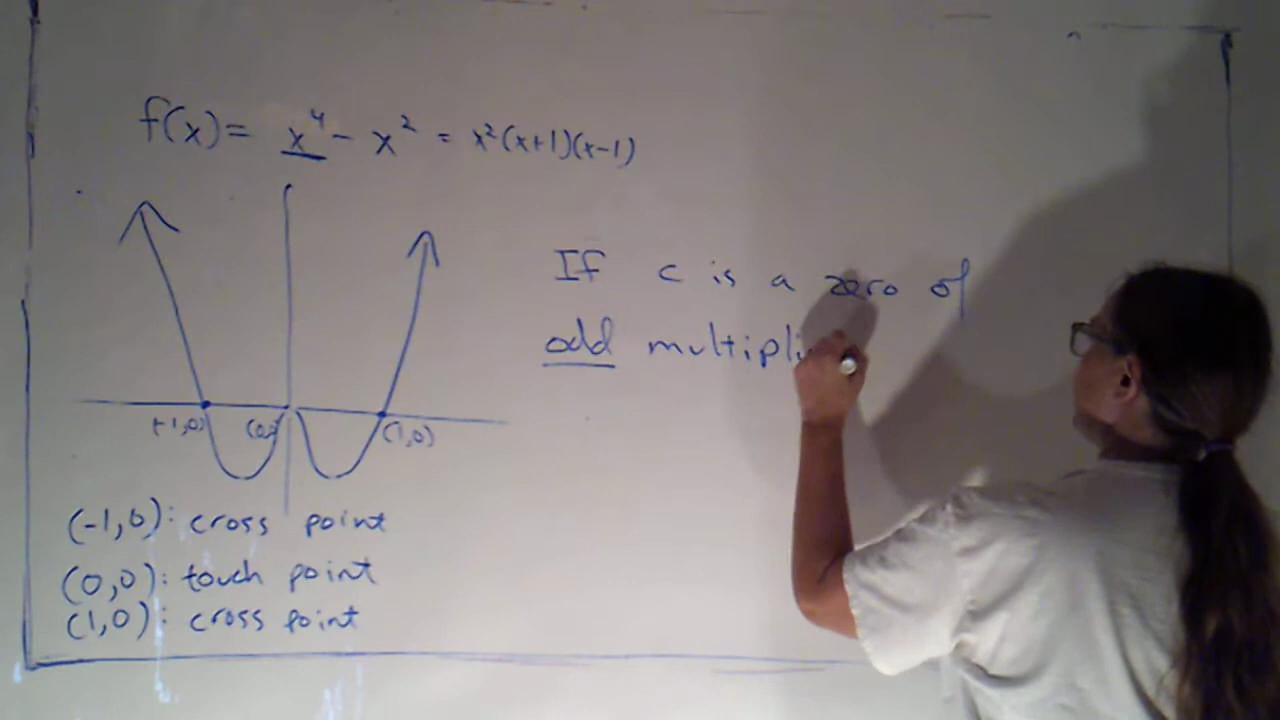 f(x) = x⁴ - x² = x²(x+1)(x-1)
If c is a zero of
odd multipli
(-1,0) (0,0 (1,0)
(-1,0): cross point
(0,0): touch point
(1,0): cross point